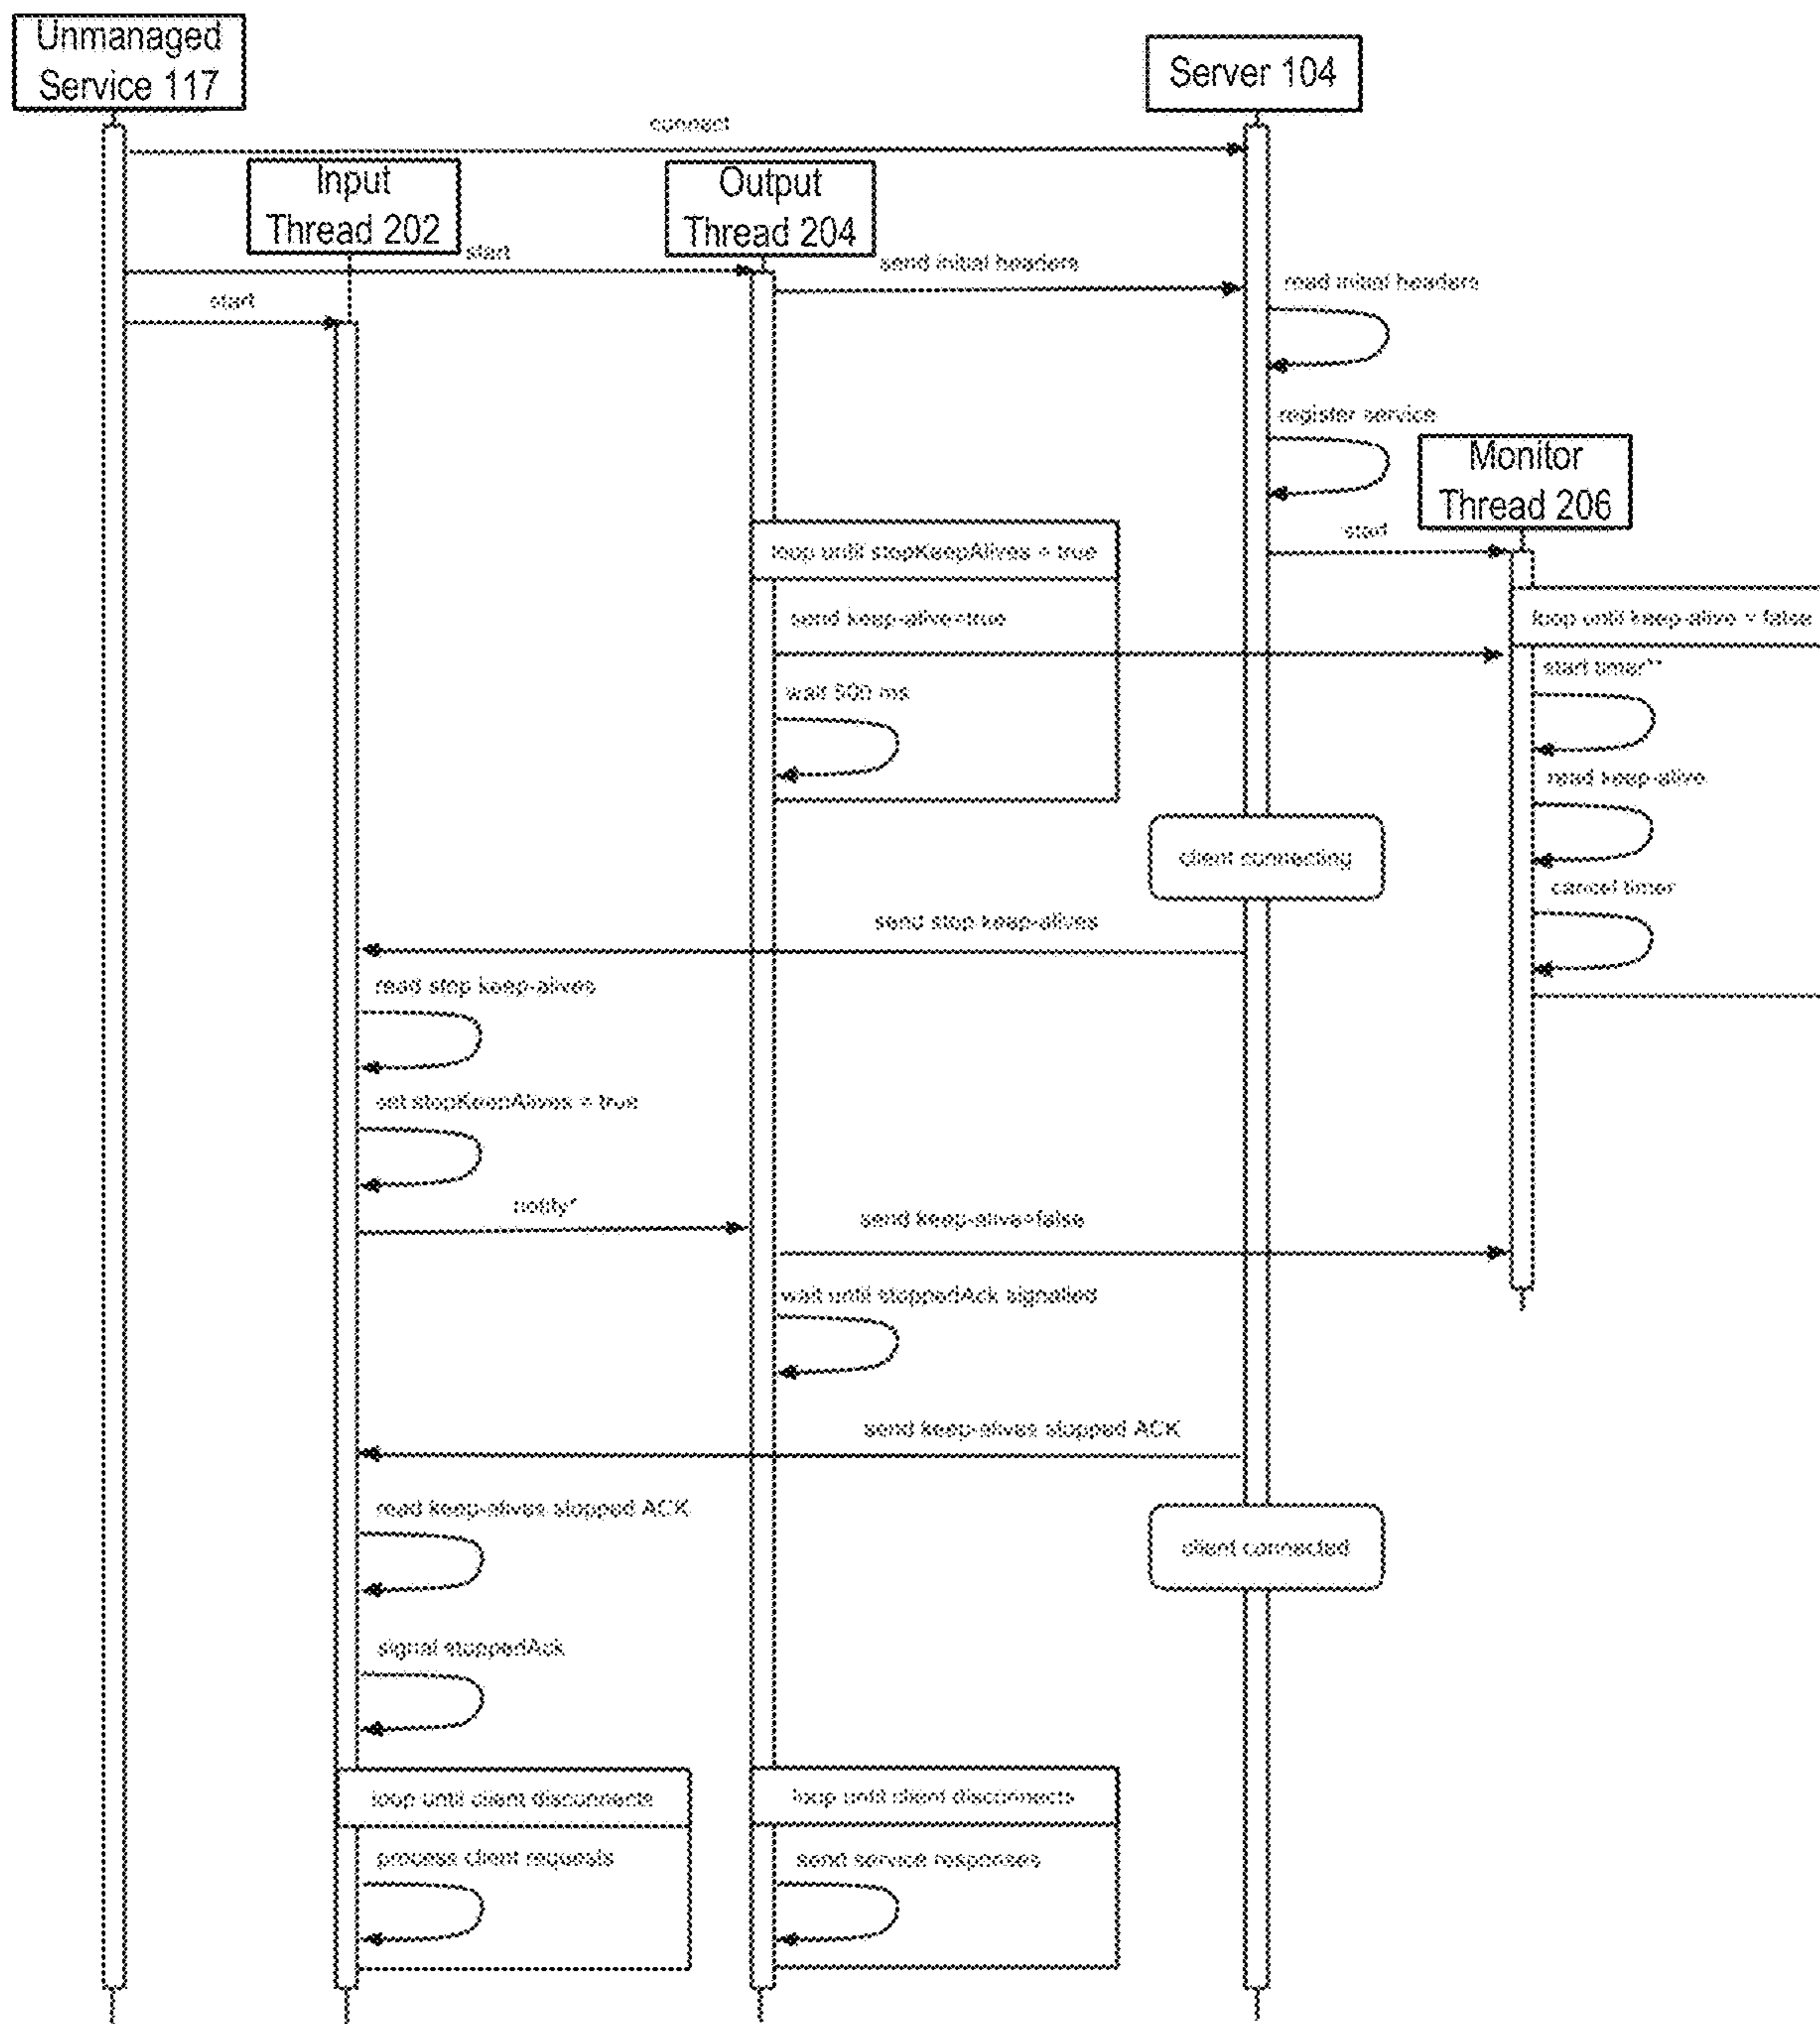 Unmanaged
Service 117
Server 104
connect
Input
Thread 202
Output
Thread 204
start
send initial headers
read initial headers
start
register service
Monitor
Thread 206
start
loop until stopKeepAlives = true
send keep-alive=true
loop until keep-alive = false
start timer**
wait 500 ms
read keep-alive
client connecting
cancel timer
send stop keep-alives
read stop keep-alives
set stopKeepAlives = true
notify*
send keep-alive=false
wait until stoppedAck signalled
send keep-alives stopped ACK
read keep-alives stopped ACK
client connected
signal stoppedAck
loop until client disconnects
loop until client disconnects
process client requests
send service responses